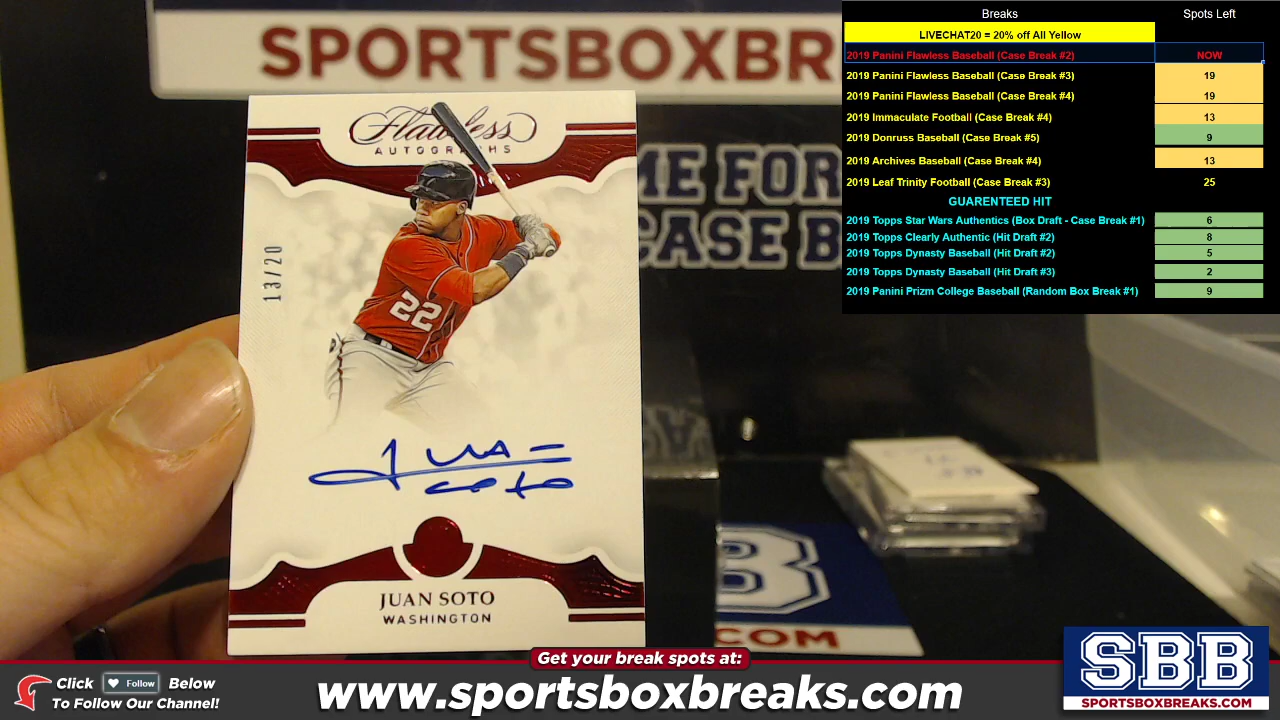 SPORTSBOXBR
ME FOR
CASE B
Flawless
AUTOGRAPHS
13/20
22
Juan
Soto
JUAN SOTO
WASHINGTON
B
.COM
Breaks Spots Left
LIVECHAT20 = 20% off All Yellow
2019 Panini Flawless Baseball (Case Break #2) NOW
2019 Panini Flawless Baseball (Case Break #3) 19
2019 Panini Flawless Baseball (Case Break #4) 19
2019 Immaculate Football (Case Break #4) 13
2019 Donruss Baseball (Case Break #5) 9
2019 Archives Baseball (Case Break #4) 13
2019 Leaf Trinity Football (Case Break #3) 25
GUARENTEED HIT
2019 Topps Star Wars Authentics (Box Draft - Case Break #1) 6
2019 Topps Clearly Authentic (Hit Draft #2) 8
2019 Topps Dynasty Baseball (Hit Draft #2) 5
2019 Topps Dynasty Baseball (Hit Draft #3) 2
2019 Panini Prizm College Baseball (Random Box Break #1) 9
Get your break spots at:
Click Follow Below
To Follow Our Channel!
www.sportsboxbreaks.com
SBB
SPORTSBOXBREAKS.COM